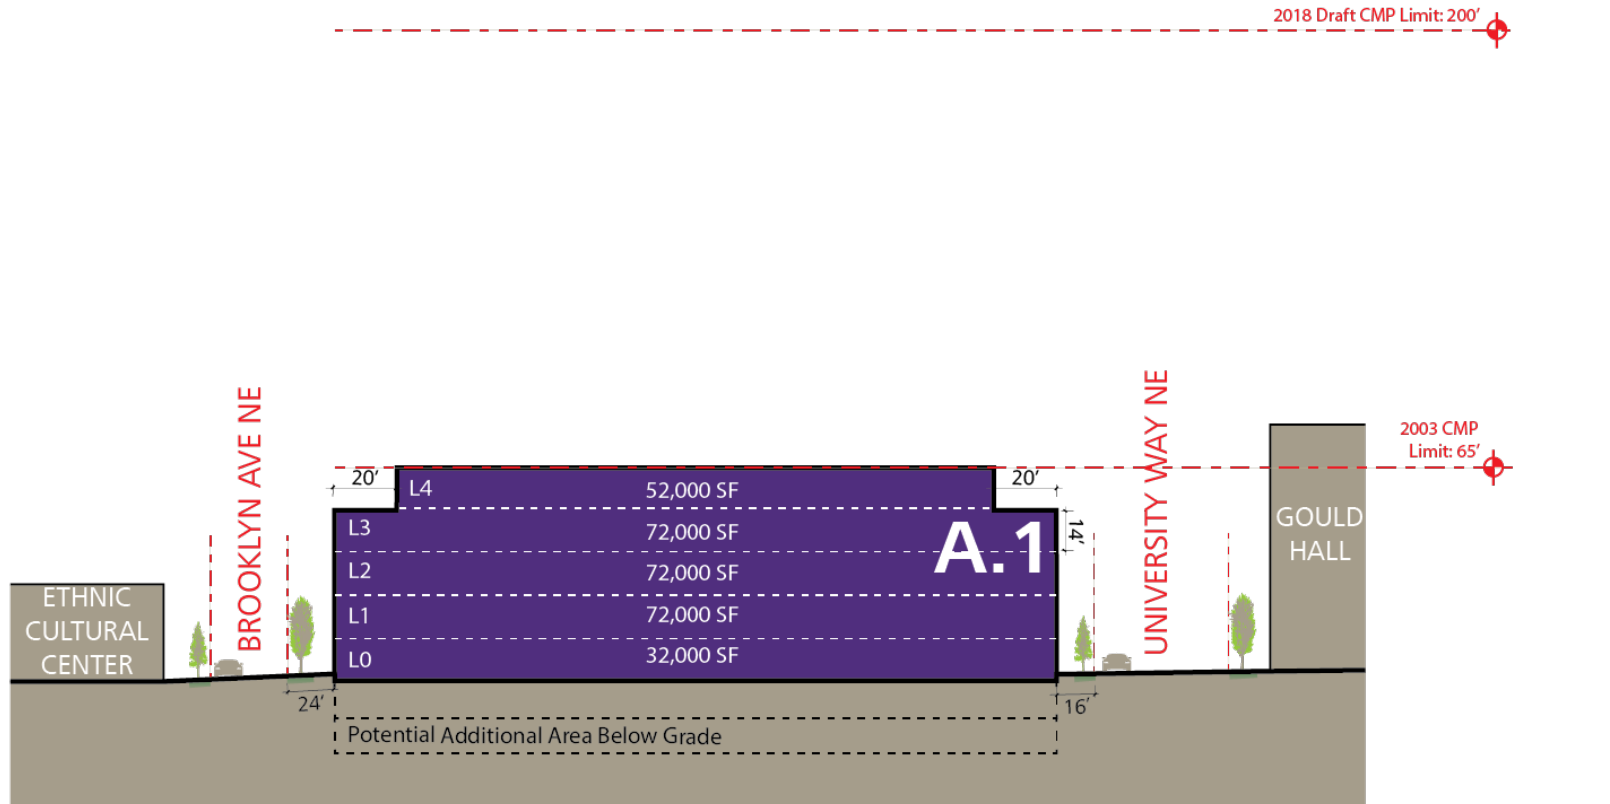 2018 Draft CMP Limit: 200’
2003 CMP
Limit: 65’
BROOKLYN AVE NE
UNIVERSITY WAY NE
20’
20’
L4
52,000 SF
L3
72,000 SF
A.1
14’
L2
72,000 SF
L1
72,000 SF
L0
32,000 SF
GOULD
HALL
ETHNIC
CULTURAL
CENTER
24’
16’
Potential Additional Area Below Grade